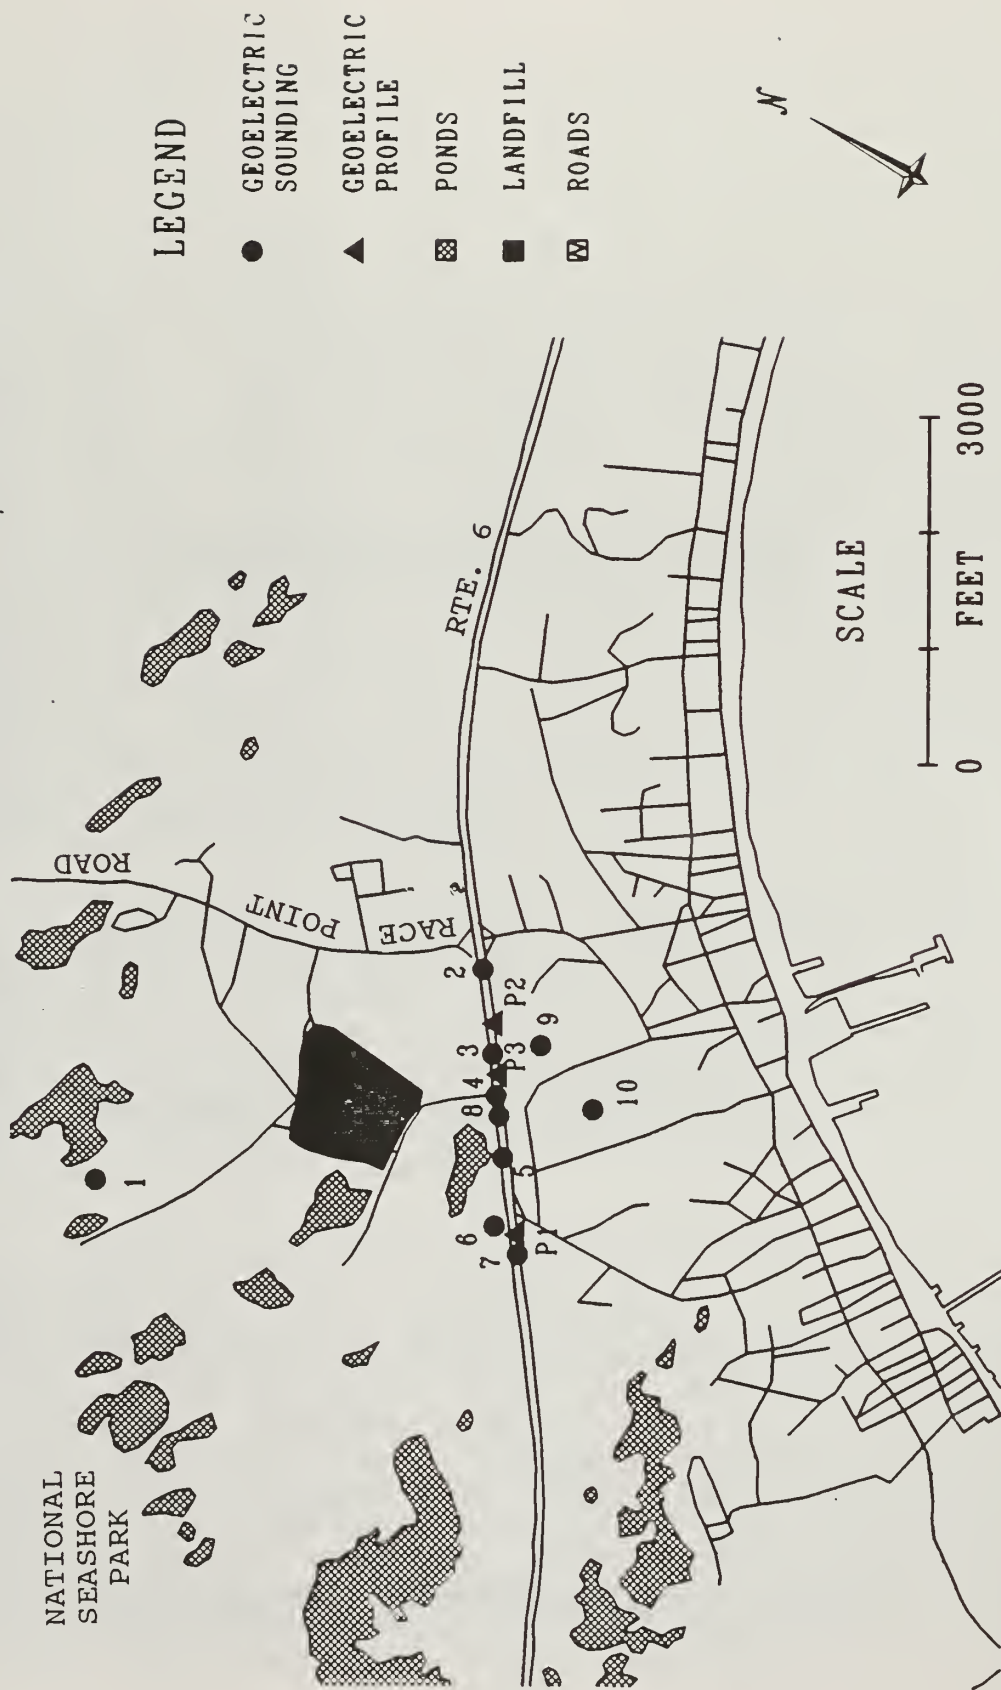 NATIONAL
SEASHORE
PARK
RACE POINT ROAD
RTE. 6
1
2
P2
3
P3
4
8
9
10
5
6
7
P1
LEGEND
GEOELECTRIC
SOUNDING
GEOELECTRIC
PROFILE
PONDS
LANDFILL
ROADS
N
SCALE
0 3000
FEET